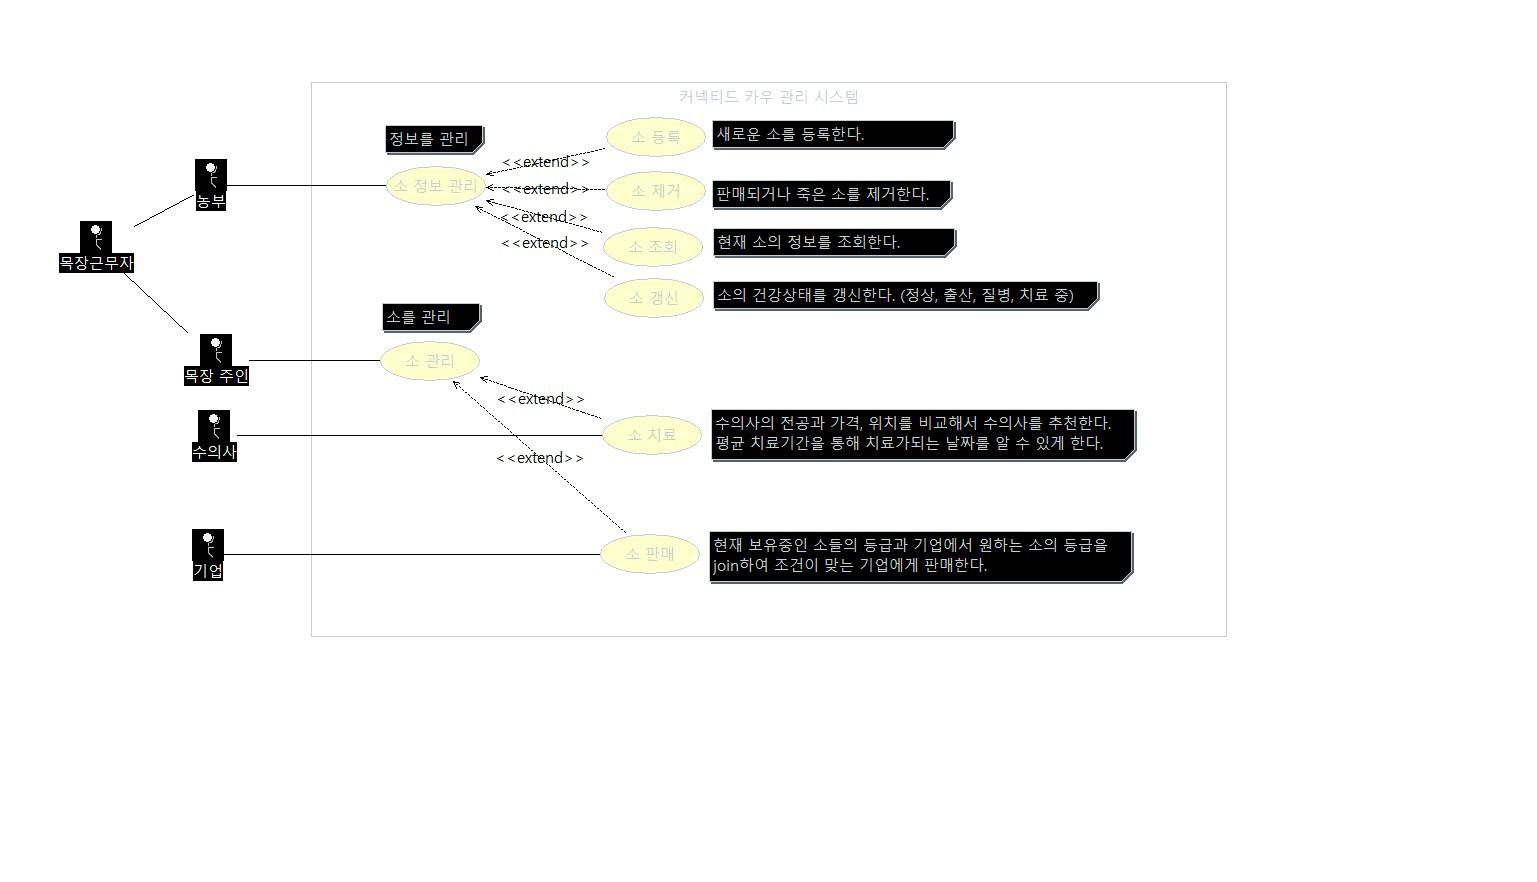 커넥티드 카우 관리 시스템
정보를 관리
소 등록
새로운 소를 등록한다.
<<extend>>
농부
소 정보 관리
<<extend>>
소 제거
판매되거나 죽은 소를 제거한다.
<<extend>>
<<extend>>
소 조회
현재 소의 정보를 조회한다.
목장근무자
소 갱신
소의 건강상태를 갱신한다. (정상, 출산, 질병, 치료 중)
소를 관리
소 관리
목장 주인
<<extend>>
수의사
소 치료
수의사의 전공과 가격, 위치를 비교해서 수의사를 추천한다.
평균 치료기간을 통해 치료가되는 날짜를 알 수 있게 한다.
<<extend>>
기업
소 판매
현재 보유중인 소들의 등급과 기업에서 원하는 소의 등급을
join하여 조건이 맞는 기업에게 판매한다.